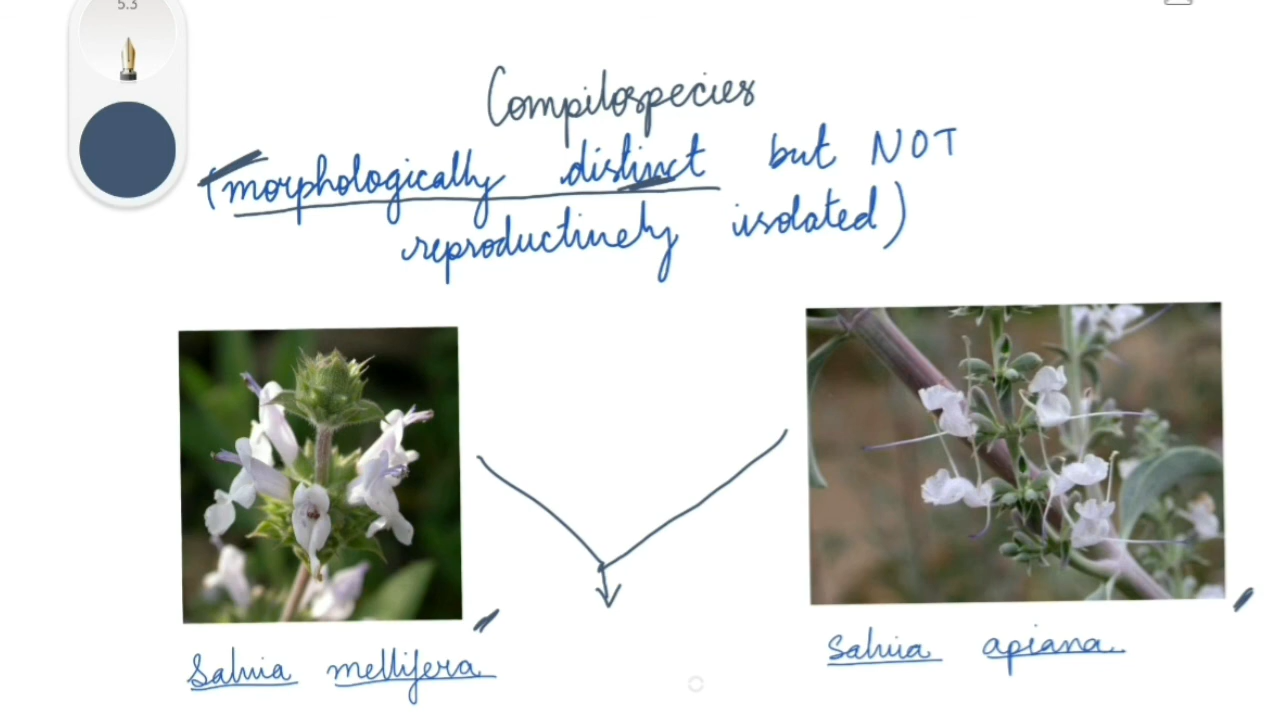 5.3
Compilospecies
(morphologically distinct but NOT
reproductively isolated)
Salvia mellifera
Salvia apiana